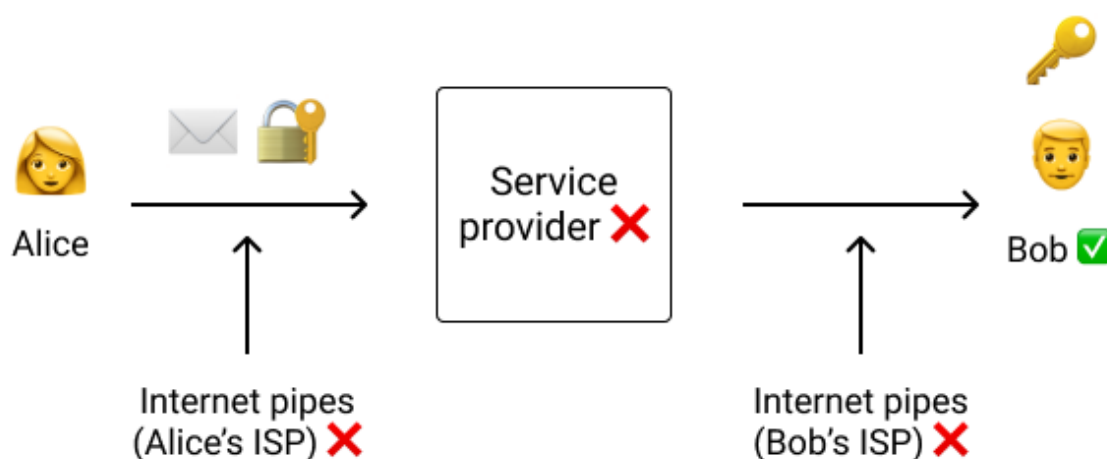 Service
provider ❌
Alice
Bob ✅
Internet pipes
(Alice's ISP) ❌
Internet pipes
(Bob's ISP) ❌